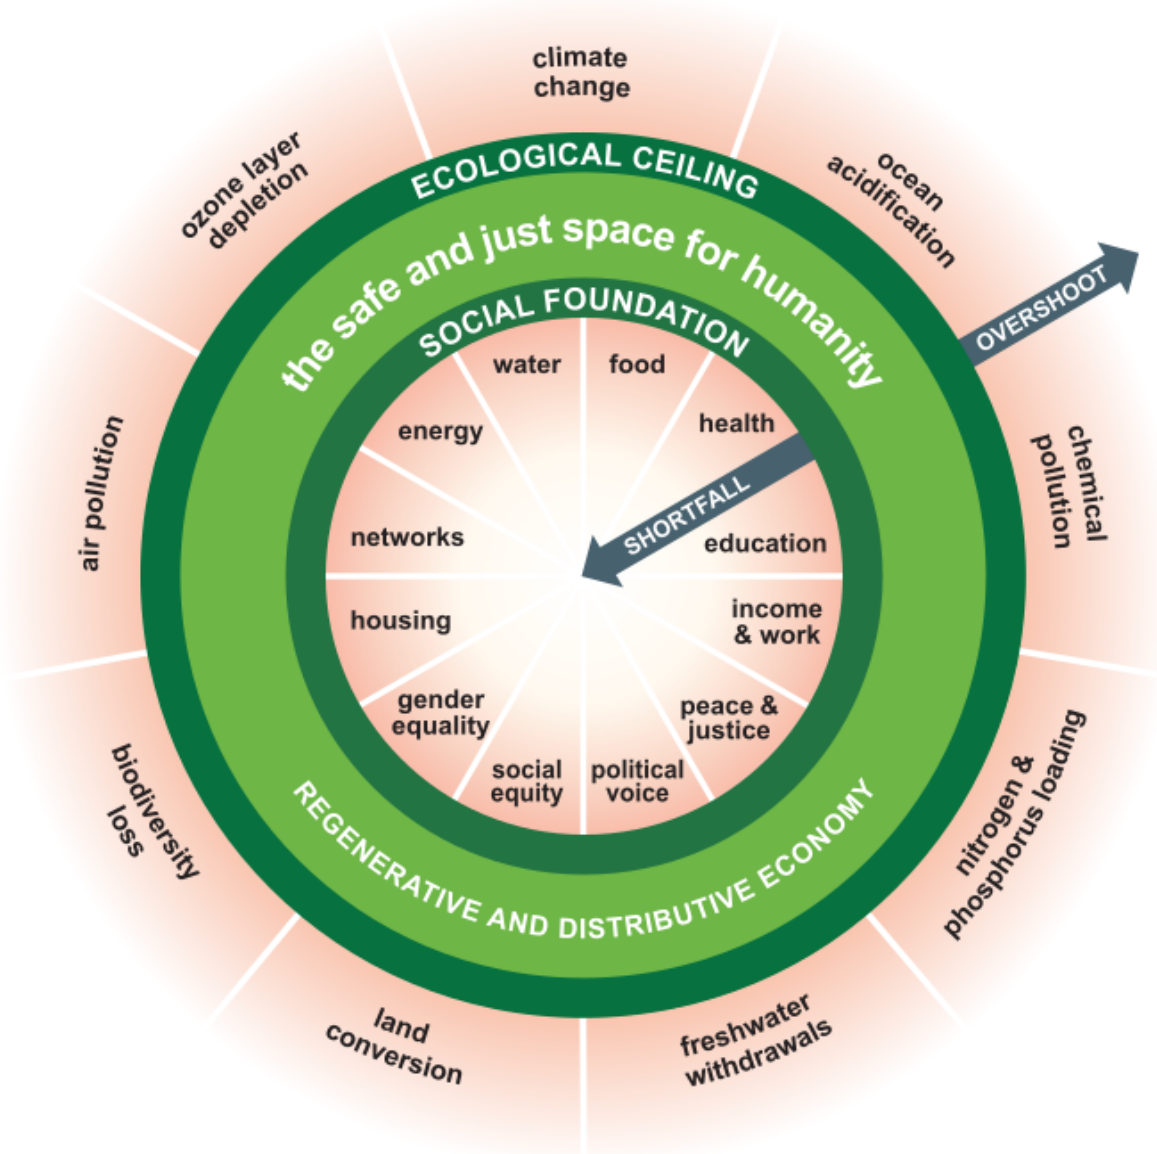 climate
change
ocean
acidification
OVERSHOOT
chemical
pollution
nitrogen &
phosphorus loading
freshwater
withdrawals
land
conversion
biodiversity
loss
air pollution
ozone layer
depletion
ECOLOGICAL CEILING
the safe and just space for humanity
SOCIAL FOUNDATION
water
food
health
SHORTFALL
education
income
& work
peace &
justice
political
voice
social
equity
gender
equality
housing
networks
energy
REGENERATIVE AND DISTRIBUTIVE ECONOMY